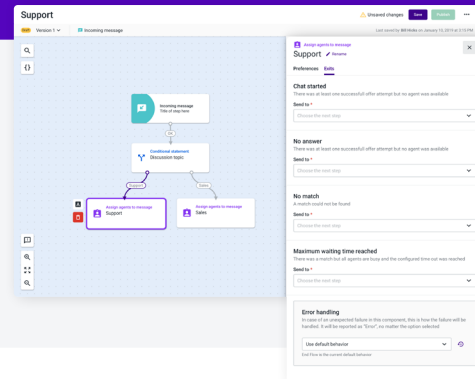 Support
Unsaved changes
Save
Publish
Draft
Version 1
Incoming message
Last saved by Bill Hicks on January 13, 2019 at 3:15 PM
Incoming message
Title of step here
Conditional statement
Discussion topic
Support
Sales
Assign agents to message
Support
Assign agents to message
Sales
Assign agents to message
Support
Rename
Preferences
Exits
Chat started
There was at least one successful offer attempt but no agent was available
Send to *
Choose the next step
No answer
There was at least one successful offer attempt but no agent was available
Send to *
Choose the next step
No match
A match could not be found
Send to *
Choose the next step
Maximum waiting time reached
There was a match but all agents are busy and the configured time out was reached
Send to *
Choose the next step
Error handling
In case of an unexpected failure in this component, this is how the failure will be
handled. It will be reported as "Error", no matter the option selected
Use default behavior
End Flow is the current default behavior